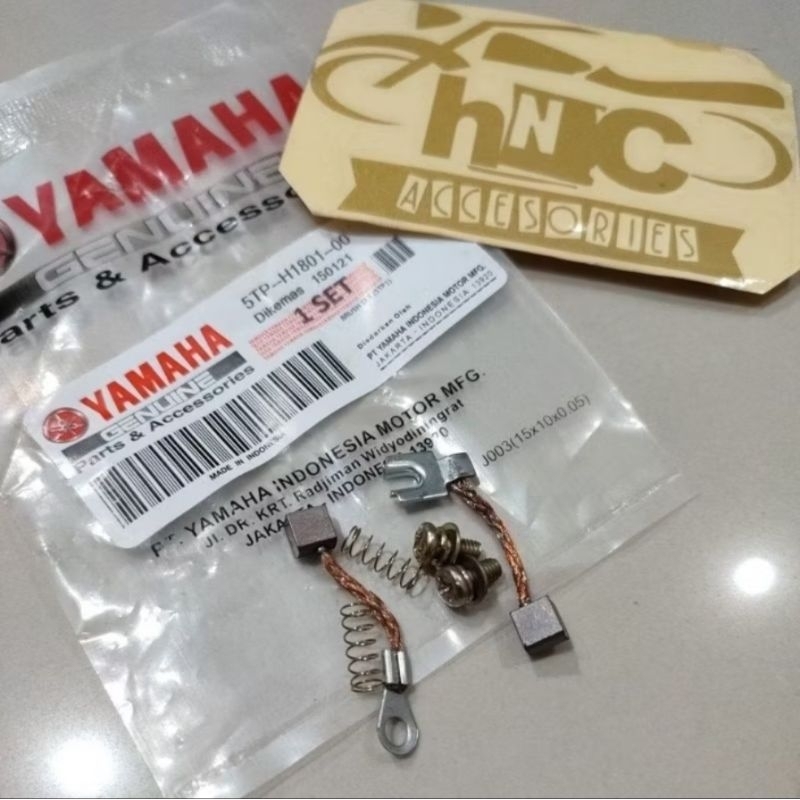 YAMAHA
GENUINE
Parts & Accesso
hNC
ACCESORIES
5TP-H1801-00
Dikemas 150121
1 SET
Diedarkan Oleh
PT. YAMAHA INDONESIA MOTOR MFG.
JAKARTA - INDONESIA 13920
YAMAHA
GENUINE
Parts & Accessories
MADE IN INDONESIA
PT. YAMAHA INDONESIA MOTOR MFG.
JL. DR. KRT. Radjiman Widyodiningrat
JAKARTA, INDONESIA 13920
J003(15x10x0.05)